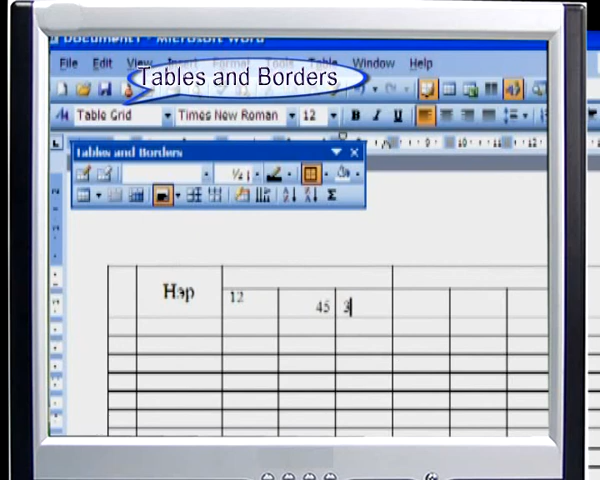 Document1 - Microsoft Word
File Edit View Insert Format Tools Table Window Help
Tables and Borders
Table Grid Times New Roman 12 B I U
Tables and Borders
Нэр
12 45 3